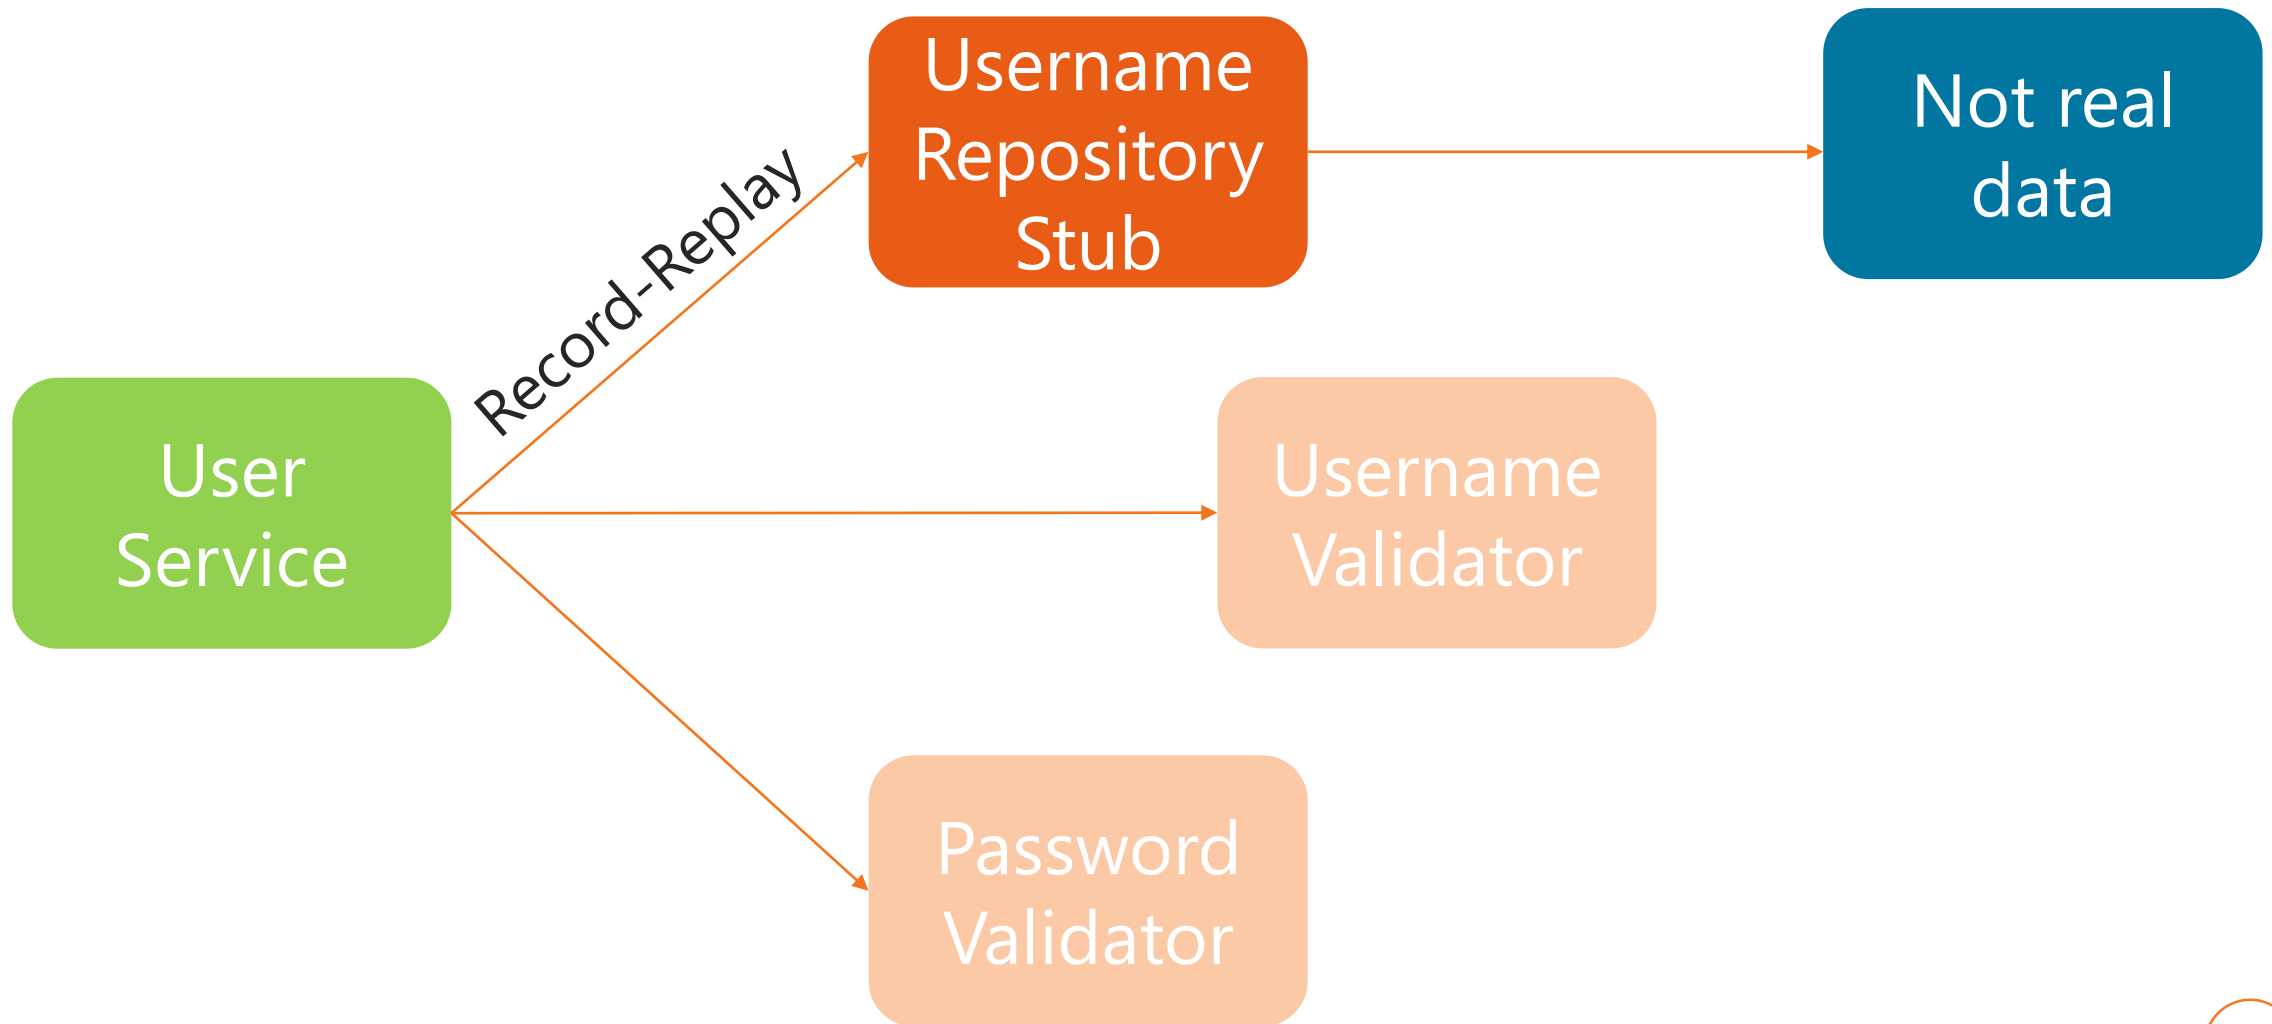 Username
Repository
Stub
Not real
data
Record-Replay
User
Service
Username
Validator
Password
Validator